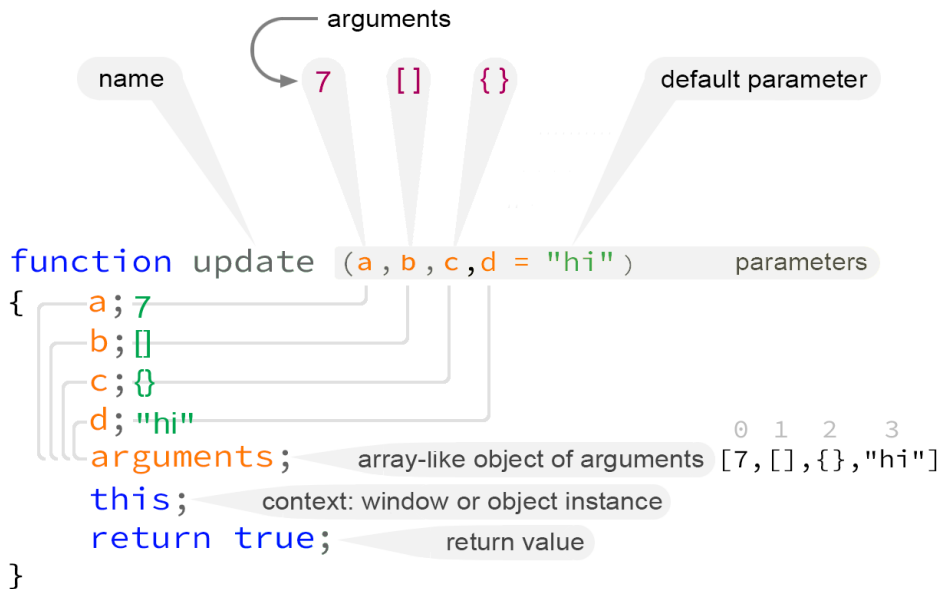 arguments
name
7 [] {}
default parameter
function update (a,b,c,d = "hi") parameters
{ a; 7
b; []
c; {}
d; "hi"
0 1 2 3
arguments; array-like object of arguments [7,[],{},"hi"]
this; context: window or object instance
return true; return value
}